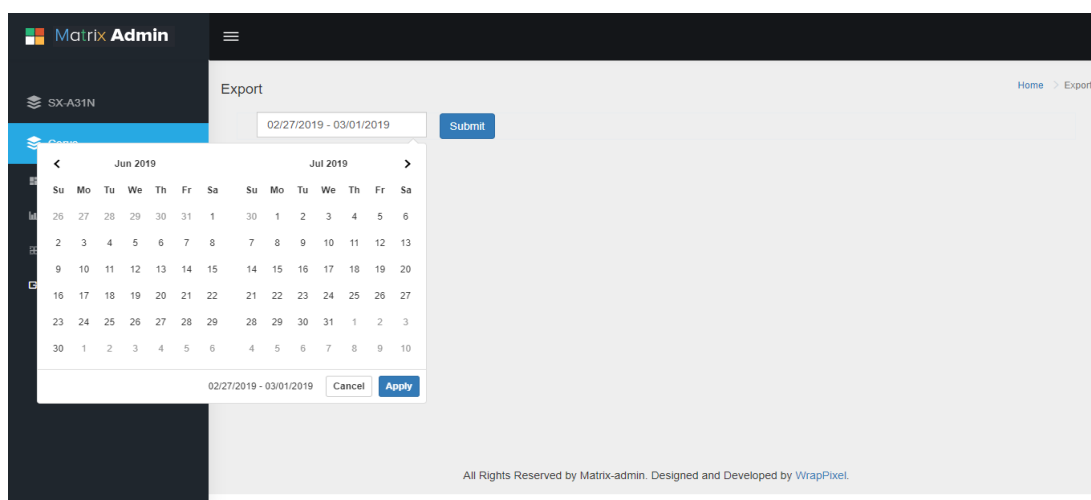 Matrix Admin
Export
Home > Export
SX-A31N
02/27/2019 - 03/01/2019 Submit
Jun 2019 Jul 2019
Su Mo Tu We Th Fr Sa Su Mo Tu We Th Fr Sa
26 27 28 29 30 31 1 30 1 2 3 4 5 6
2 3 4 5 6 7 8 7 8 9 10 11 12 13
9 10 11 12 13 14 15 14 15 16 17 18 19 20
16 17 18 19 20 21 22 21 22 23 24 25 26 27
23 24 25 26 27 28 29 28 29 30 31 1 2 3
30 1 2 3 4 5 6 4 5 6 7 8 9 10
02/27/2019 - 03/01/2019 Cancel Apply
All Rights Reserved by Matrix-admin. Designed and Developed by WrapPixel.